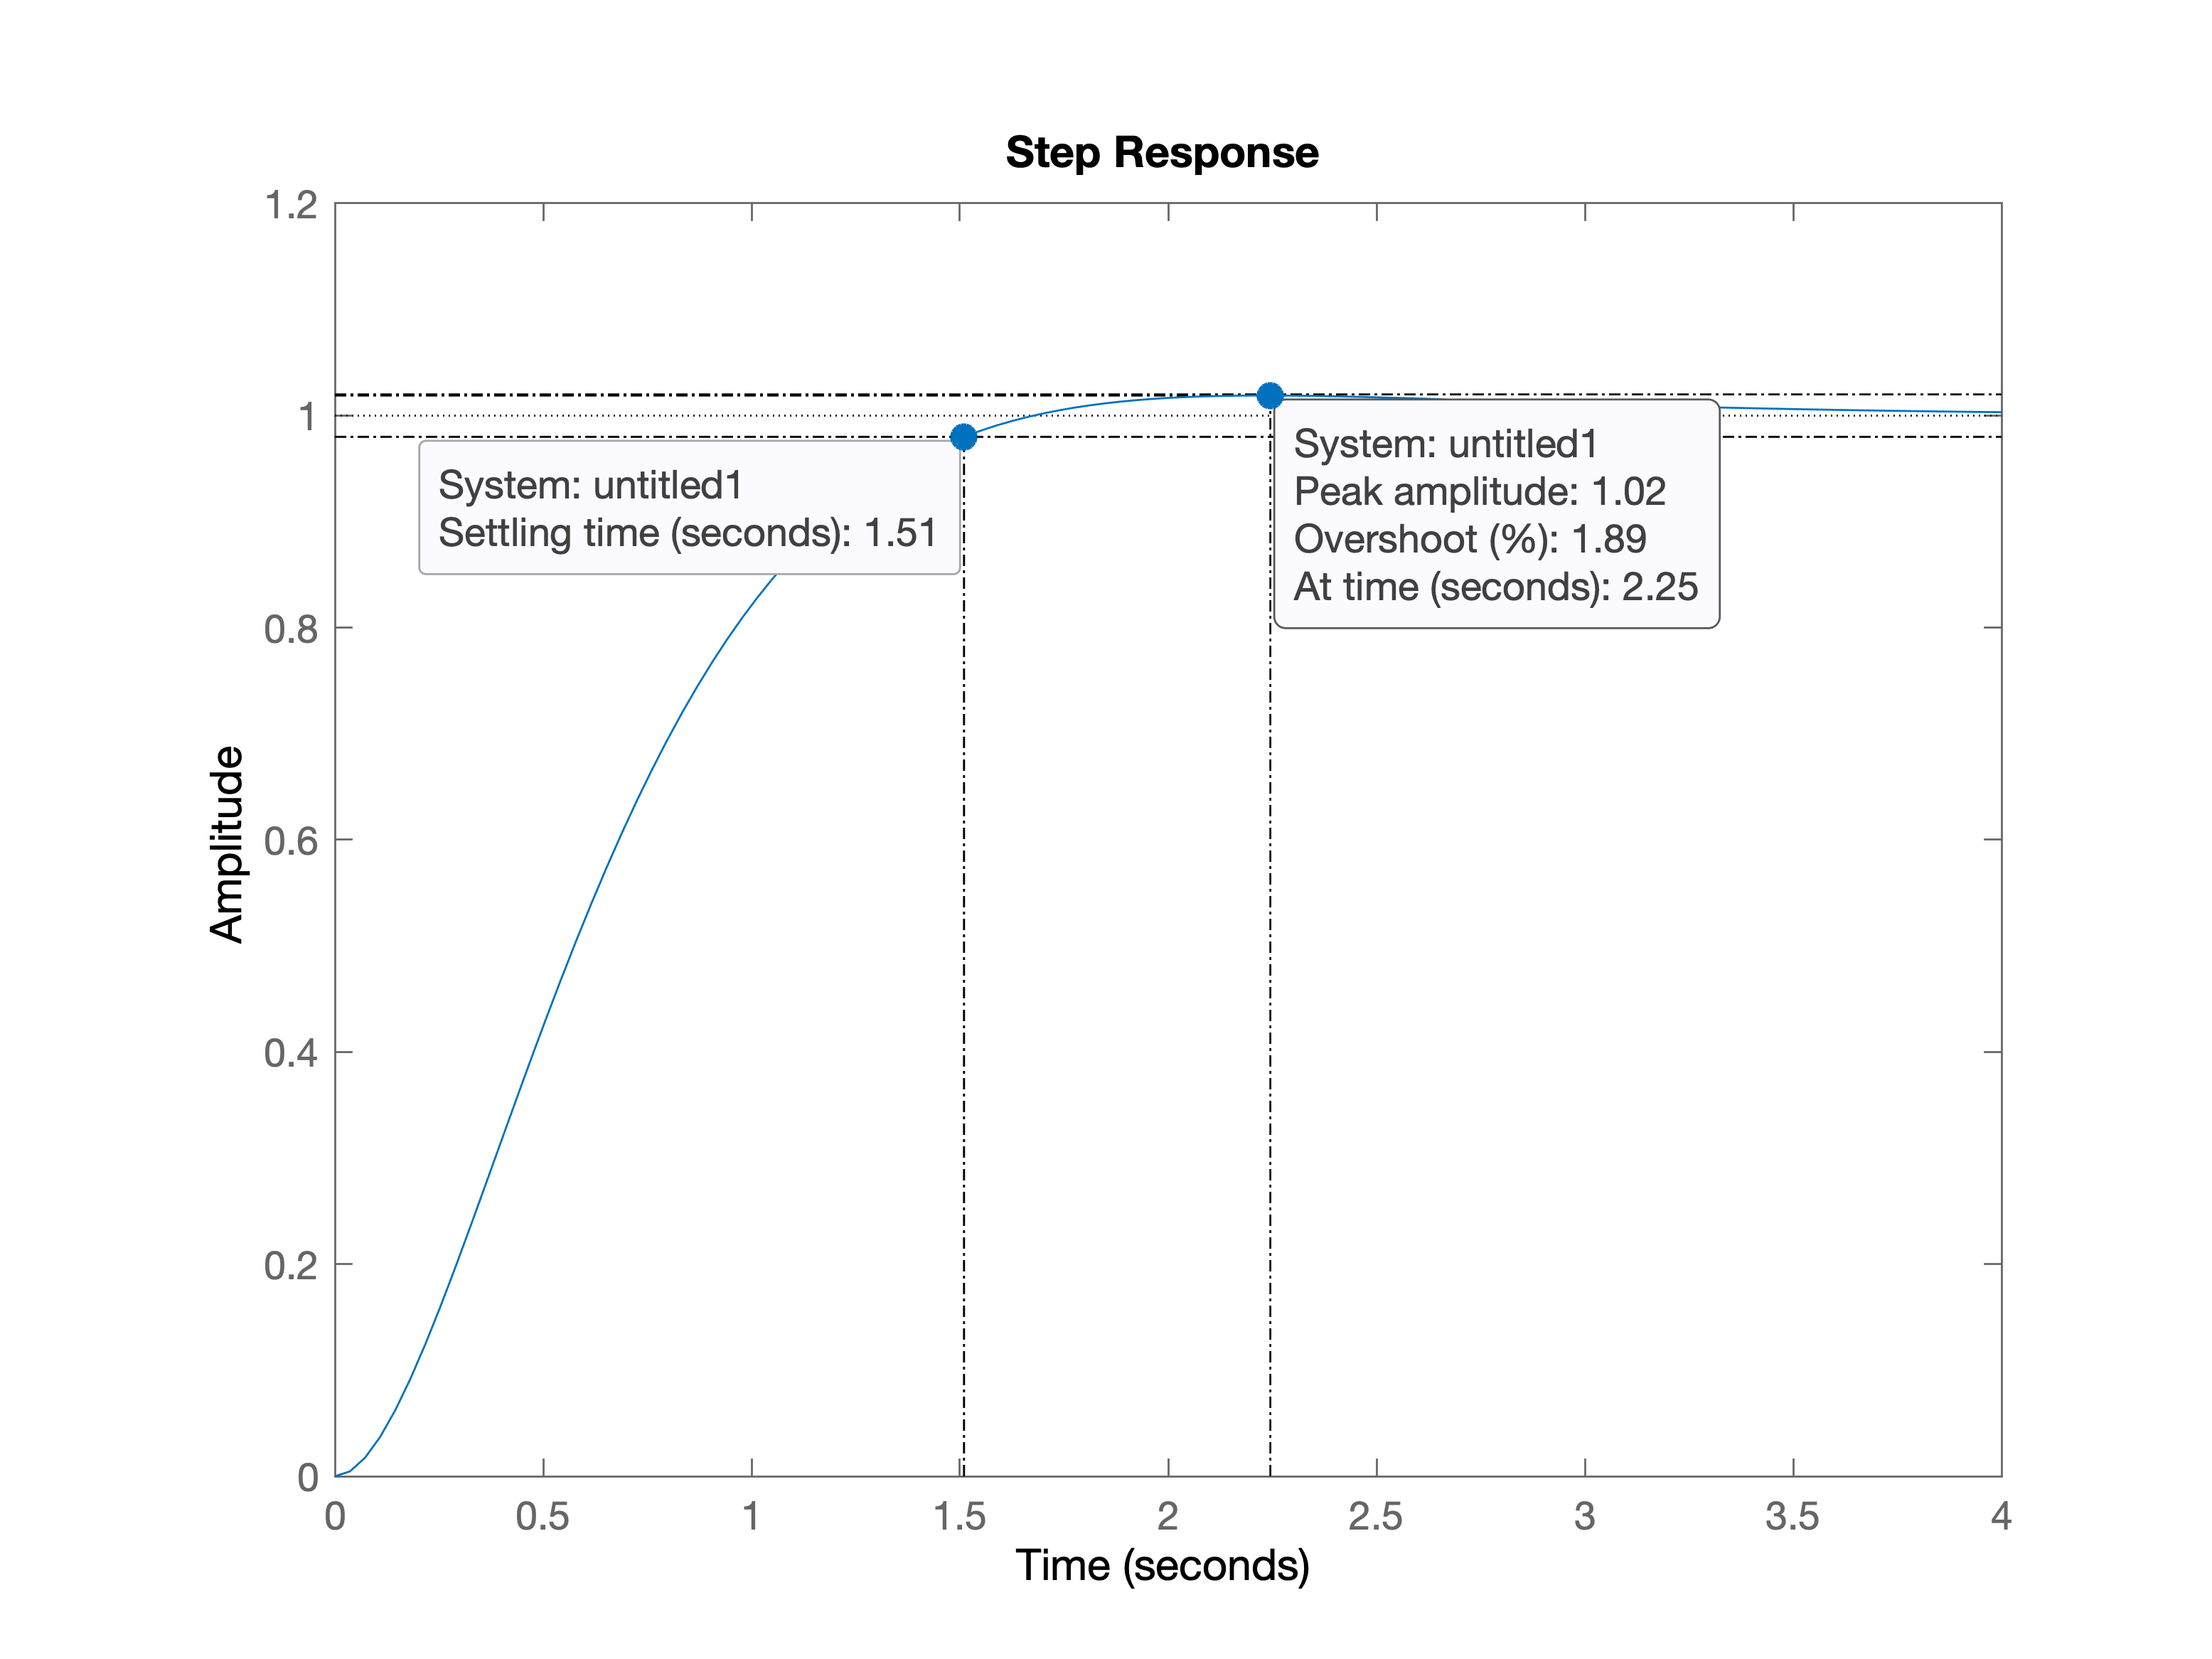 Step Response
1.2
1
0.8
0.6
0.4
0.2
0
Amplitude
System: untitled1
Settling time (seconds): 1.51
System: untitled1
Peak amplitude: 1.02
Overshoot (%): 1.89
At time (seconds): 2.25
0 0.5 1 1.5 2 2.5 3 3.5 4
Time (seconds)